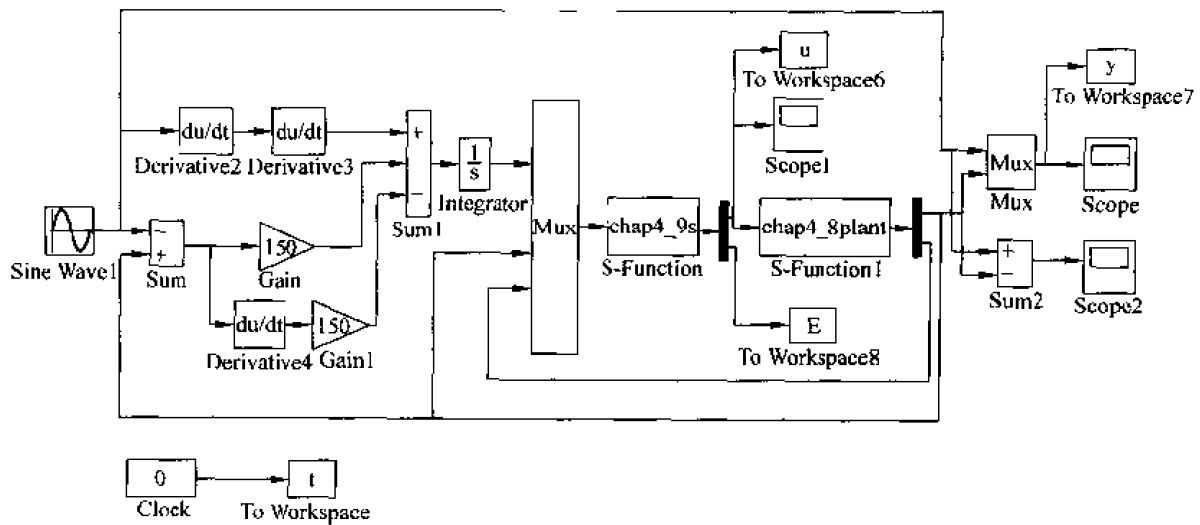 u
To Workspace6
y
To Workspace7
du/dt
du/dt
Derivative2 Derivative3
+
−
−
Sum1
1
s
Integrator
Scope1
Mux
Mux
Scope
Sine Wave1
−
+
Sum
150
Gain
Mux
chap4_9s
S-Function
chap4_8plant
S-Function1
+
−
Sum2
Scope2
du/dt
Derivative4
150
Gain1
E
To Workspace8
0
Clock
t
To Workspace